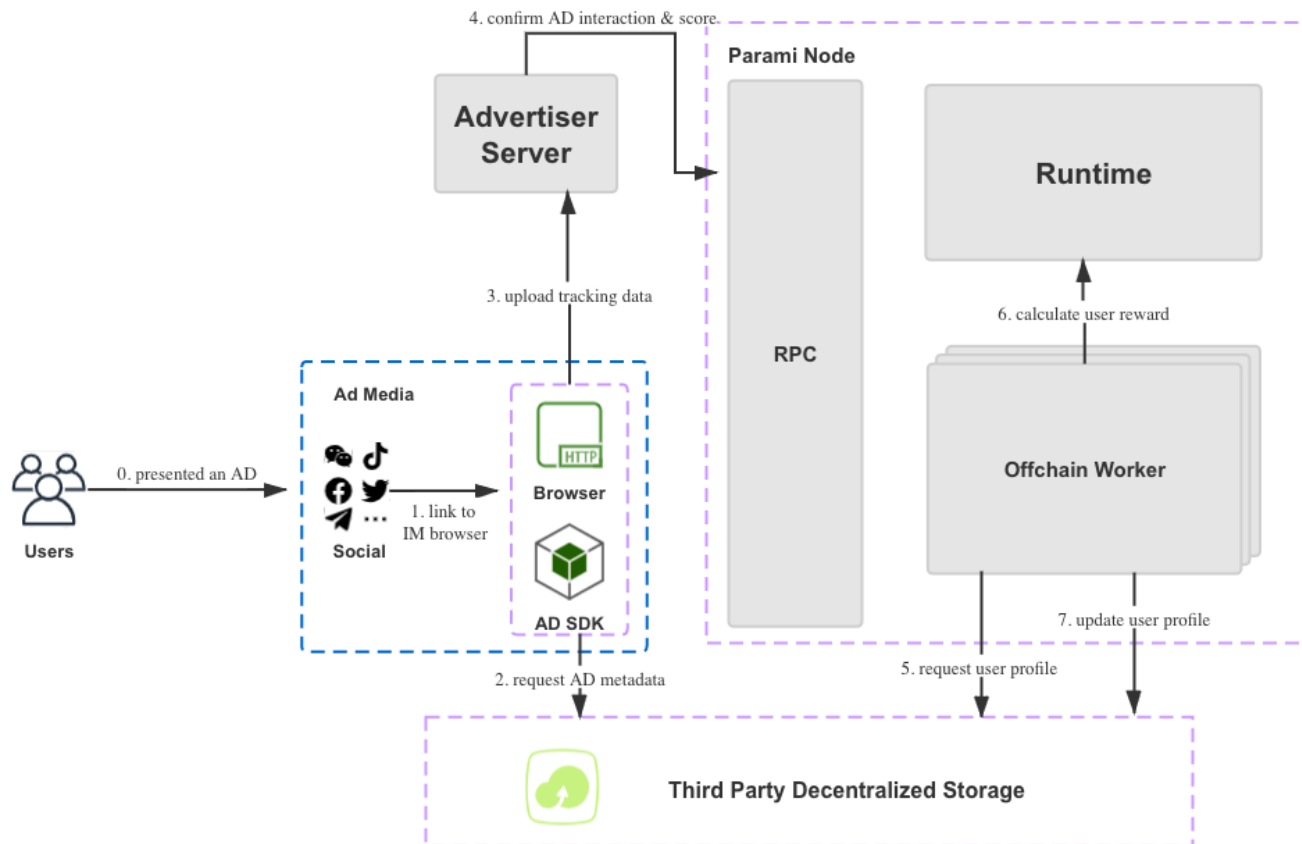 4. confirm AD interaction & score
Parami Node
Advertiser
Server
Runtime
3. upload tracking data
6. calculate user reward
RPC
Ad Media
HTTP
Browser
Offchain Worker
0. presented an AD
1. link to
IM browser
Users
Social
AD SDK
7. update user profile
2. request AD metadata
5. request user profile
Third Party Decentralized Storage